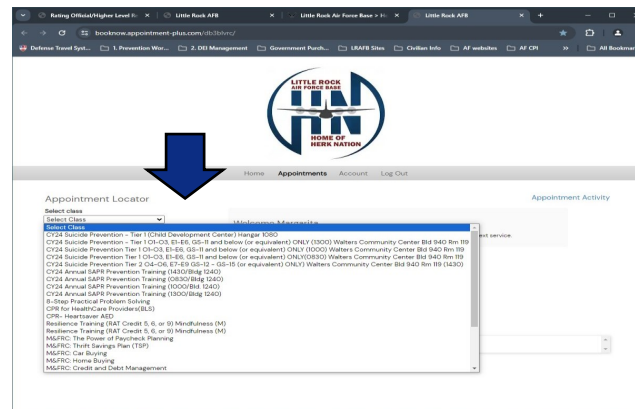 Rating Official/Higher Level Re
Little Rock AFB
Little Rock Air Force Base > Ho
Little Rock AFB
booknow.appointment-plus.com/db3blvrr/
Defense Travel Syst...
1. Prevention Wor...
2. DEI Management
Government Purch...
LRAFB Sites
Civilian Info
AF websites
AF CPI
All Bookmar
LITTLE ROCK
AIR FORCE BASE
HN
HOME OF
HERK NATION
Home Appointments Account Log Out
Appointment Locator
Appointment Activity
Select class
Select Class
Welcome Margarita
ext service.
Select Class
CY24 Suicide Prevention - Tier 1 (Child Development Center) Hangar 1080
CY24 Suicide Prevention - Tier 1 O1-O3, E1-E6, GS-11 and below (or equivalent) ONLY (1300) Walters Community Center Bld 940 Rm 119
CY24 Suicide Prevention - Tier 1 O1-O3, E1-E6, GS-11 and below (or equivalent) ONLY (1000) Walters Community Center Bld 940 Rm 119
CY24 Suicide Prevention - Tier 1 O1-O3, E1-E6, GS-11 and below (or equivalent) ONLY(0830) Walters Community Center Bld 940 Rm 119
CY24 Suicide Prevention Tier 2 O4-O6, E7-E9 GS-12 - GS-15 (or equivalent) ONLY) Walters Community Center Bld 940 Rm 119 (1430)
CY24 Annual SAPR Prevention Training (1430/Bldg 1240)
CY24 Annual SAPR Prevention Training (0830/Bldg 1240)
CY24 Annual SAPR Prevention Training (1000/Bld. 1240)
CY24 Annual SAPR Prevention Training (1300/Bldg 1240)
8-Step Practical Problem Solving
CPR for HealthCare Providers(BLS)
CPR- Heartsaver AED
Resilience Training (RAT Credit 5, 6, or 9) Mindfulness (M)
Resilience Training (RAT Credit 5, 6, or 9) Mindfulness (M)
M&FRC: The Power of Paycheck Planning
M&FRC: Thrift Savings Plan (TSP)
M&FRC: Car Buying
M&FRC: Home Buying
M&FRC: Credit and Debt Management